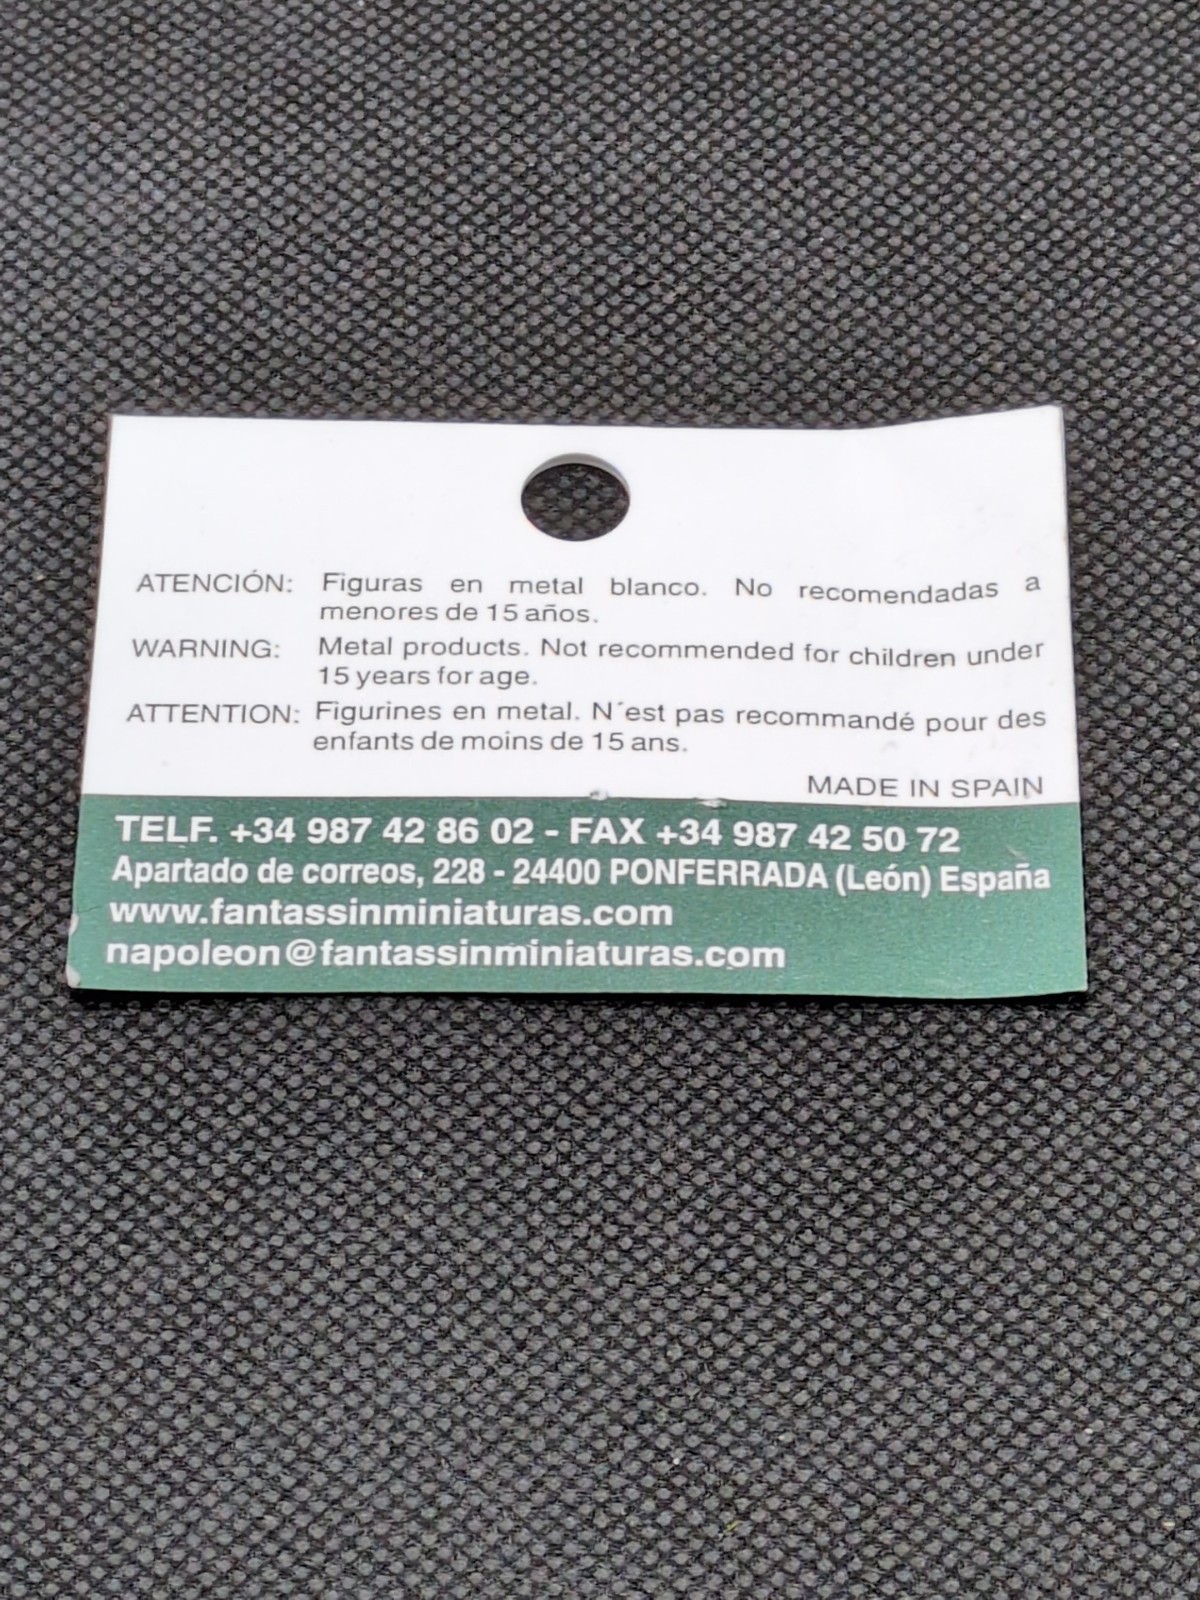 ATENCIÓN: Figuras en metal blanco. No recomendadas a
menores de 15 años.
WARNING: Metal products. Not recommended for children under
15 years for age.
ATTENTION: Figurines en metal. N´est pas recommandé pour des
enfants de moins de 15 ans.
MADE IN SPAIN
TELF. +34 987 42 86 02 - FAX +34 987 42 50 72
Apartado de correos, 228 - 24400 PONFERRADA (León) España
www.fantassinminiaturas.com
napoleon@fantassinminiaturas.com